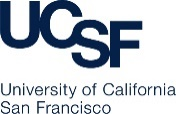 UCSF
University of California
San Francisco